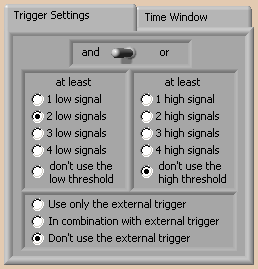 Trigger Settings
Time Window
and
or
at least
1 low signal
2 low signals
3 low signals
4 low signals
don't use the
low threshold
at least
1 high signal
2 high signals
3 high signals
4 high signals
don't use the
high threshold
Use only the external trigger
In combination with external trigger
Don't use the external trigger